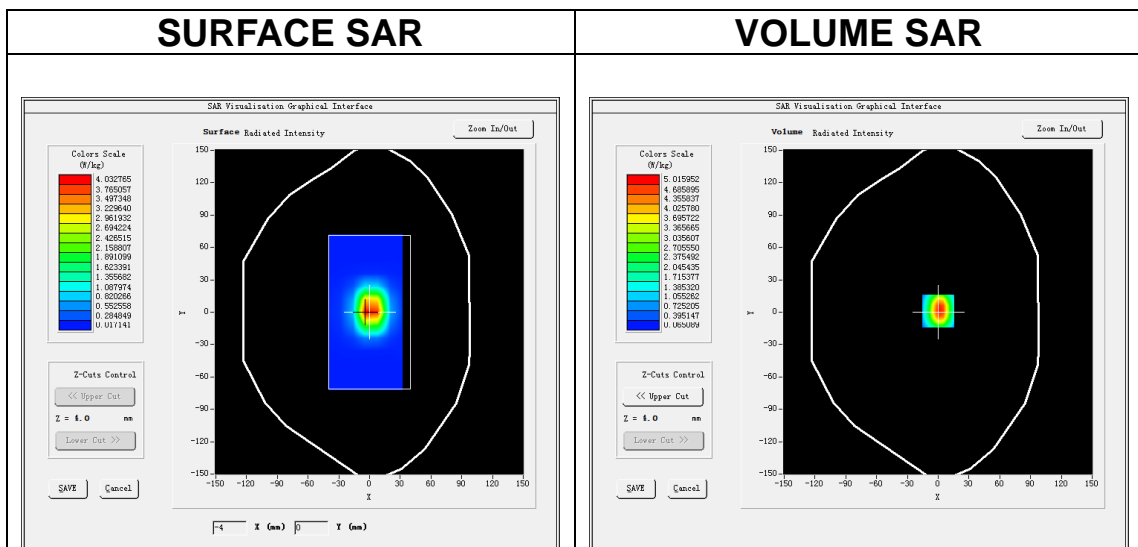 SURFACE SAR
SAR Visualisation Graphical Interface
Surface Radiated Intensity
Zoom In/Out
Colors Scale
(W/kg)
4.032765
3.765057
3.497348
3.229640
2.961932
2.694224
2.426515
2.158807
1.891099
1.623391
1.355682
1.087974
0.820266
0.552558
0.284849
0.017141
150
120
90
60
30
0
-30
-60
-90
-120
-150
Y
-150 -120 -90 -60 -30 0 30 60 90 120 150
X
Z-Cuts Control
<< Upper Cut
Z = 4.0 mm
Lower Cut >>
SAVE Cancel
-4 X (mm) 0 Y (mm)
VOLUME SAR
SAR Visualisation Graphical Interface
Volume Radiated Intensity
Zoom In/Out
Colors Scale
(W/kg)
5.015952
4.685895
4.355837
4.025780
3.695722
3.365665
3.035607
2.705550
2.375492
2.045435
1.715377
1.385320
1.055262
0.725205
0.395147
0.065089
150
120
90
60
30
0
-30
-60
-90
-120
-150
Y
-150 -120 -90 -60 -30 0 30 60 90 120 150
X
Z-Cuts Control
<< Upper Cut
Z = 4.0 mm
Lower Cut >>
SAVE Cancel